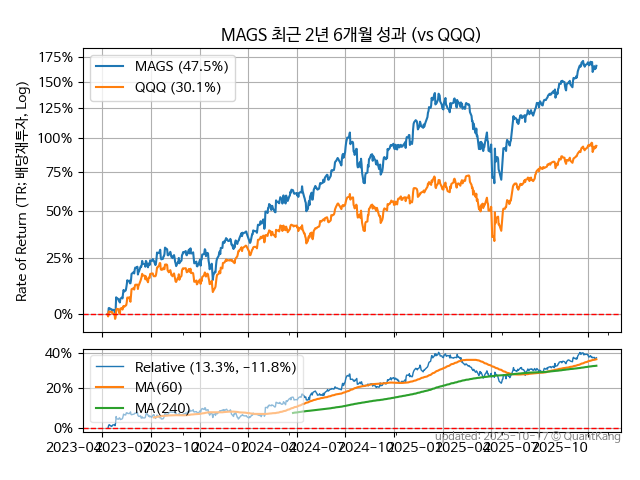 MAGS 최근 2년 6개월 성과 (vs QQQ)
Rate of Return (TR: 배당재투자, Log)
175%
150%
125%
100%
75%
50%
25%
0%
MAGS (47.5%)
QQQ (30.1%)
40%
20%
0%
Relative (13.3%, −11.8%)
MA(60)
MA(240)
updated: 2025-10-17/ⓒ QuantKang
2023-04 2023-07 2023-10 2024-01 2024-04 2024-07 2024-10 2025-01 2025-04 2025-07 2025-10